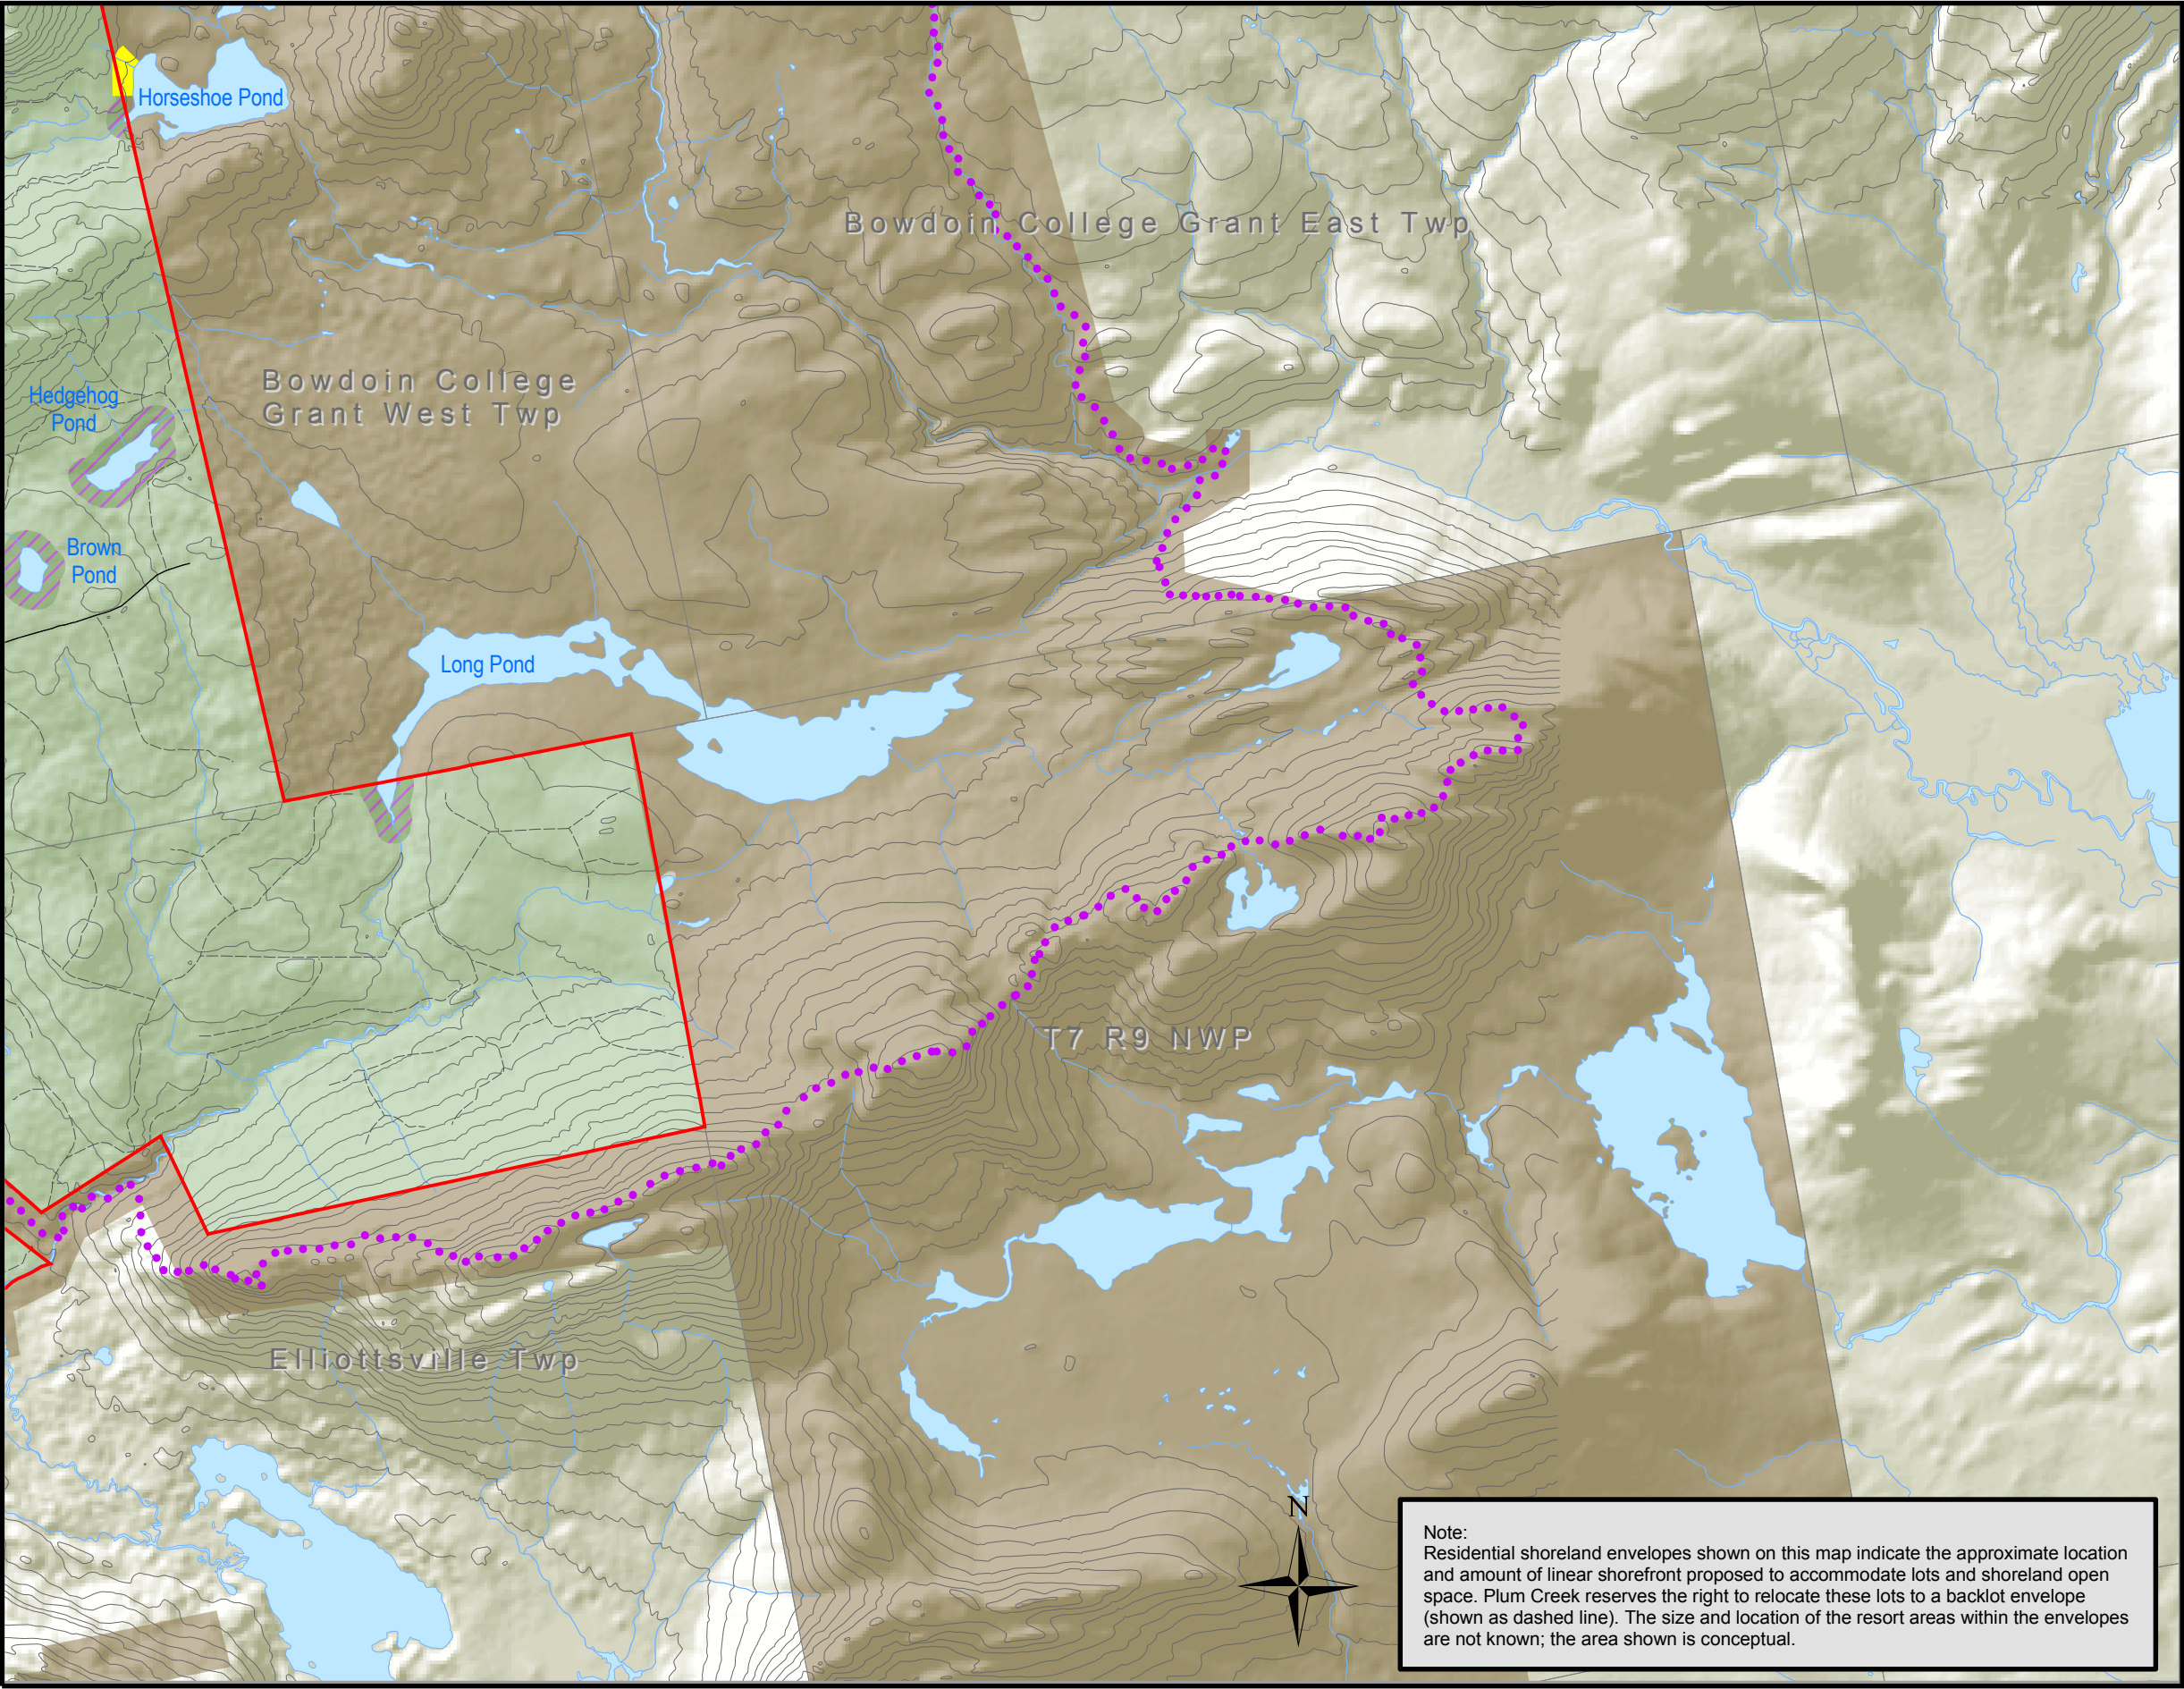 Horseshoe Pond
Bowdoin College Grant East Twp
Bowdoin College
Grant West Twp
Hedgehog
Pond
Brown
Pond
Long Pond
T7 R9 NWP
Elliottsville Twp
N
Note:
Residential shoreland envelopes shown on this map indicate the approximate location
and amount of linear shorefront proposed to accommodate lots and shoreland open
space. Plum Creek reserves the right to relocate these lots to a backlot envelope
(shown as dashed line). The size and location of the resort areas within the envelopes
are not known; the area shown is conceptual.